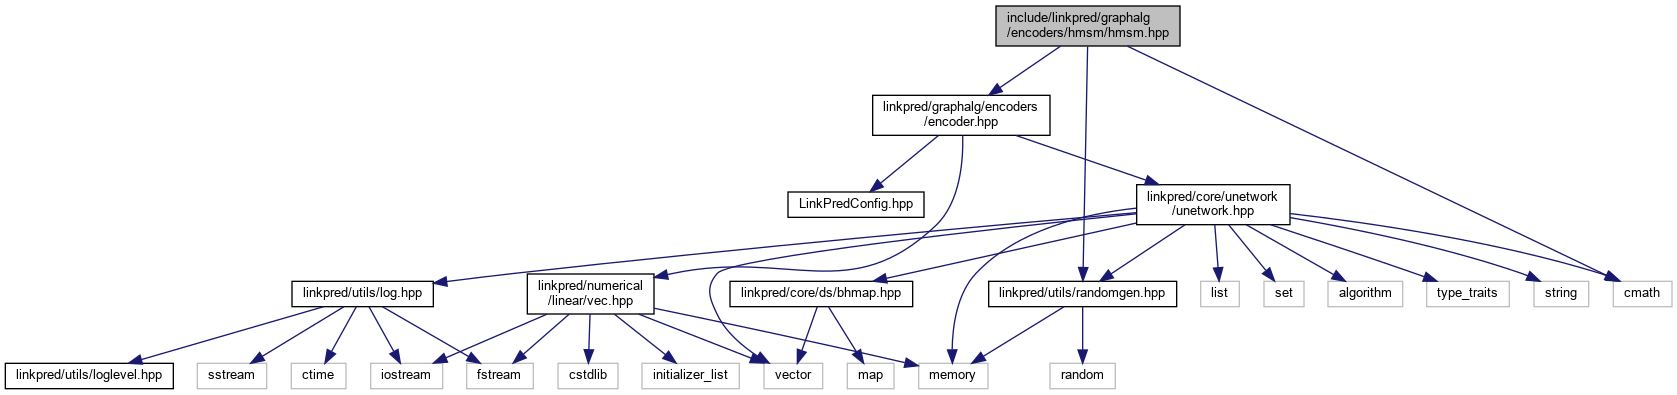 include/linkpred/graphalg
/encoders/hmsm/hmsm.hpp
linkpred/graphalg/encoders
/encoder.hpp
LinkPredConfig.hpp
linkpred/core/unetwork
/unetwork.hpp
linkpred/utils/log.hpp
linkpred/numerical
/linear/vec.hpp
linkpred/core/ds/bhmap.hpp
linkpred/utils/randomgen.hpp
list
set
algorithm
type_traits
string
cmath
linkpred/utils/loglevel.hpp
sstream
ctime
iostream
fstream
cstdlib
initializer_list
vector
map
memory
random